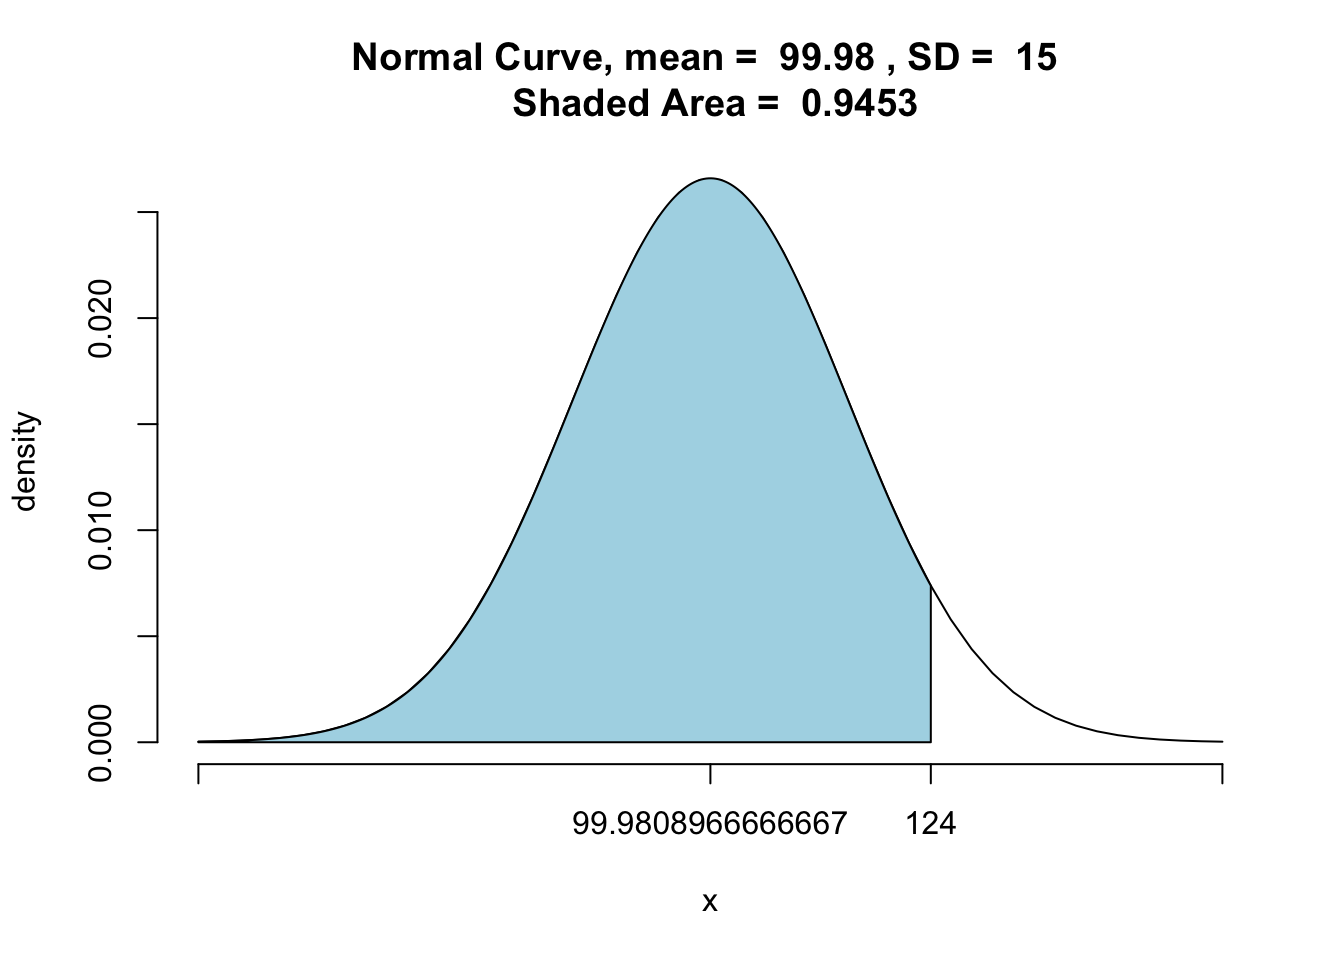 Normal Curve, mean =  99.98 , SD =  15
Shaded Area =  0.9453
density
0.020
0.010
0.000
99.9808966666667
124
x